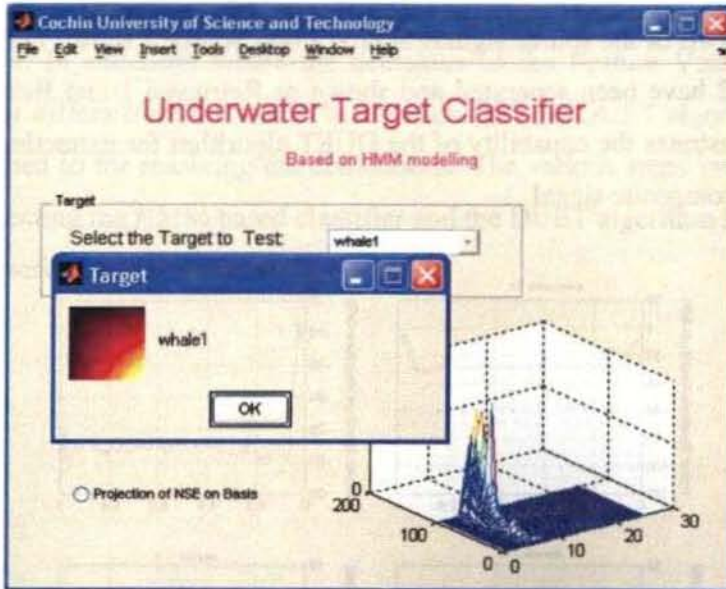 Cochin University of Science and Technology
File Edit View Insert Tools Desktop Window Help
Underwater Target Classifier
Based on HMM modelling
Target
Select the Target to Test: whale1
Target
whale1
OK
Projection of NSE on Basis
0
200
100
0
0
10
20
30